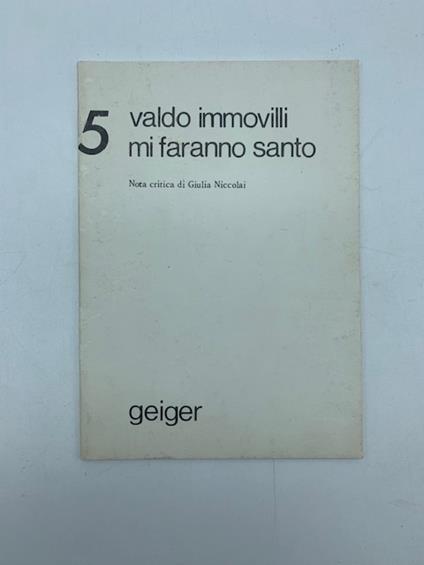 5 valdo immovilli
mi faranno santo
Nota critica di Giulia Niccolai
geiger